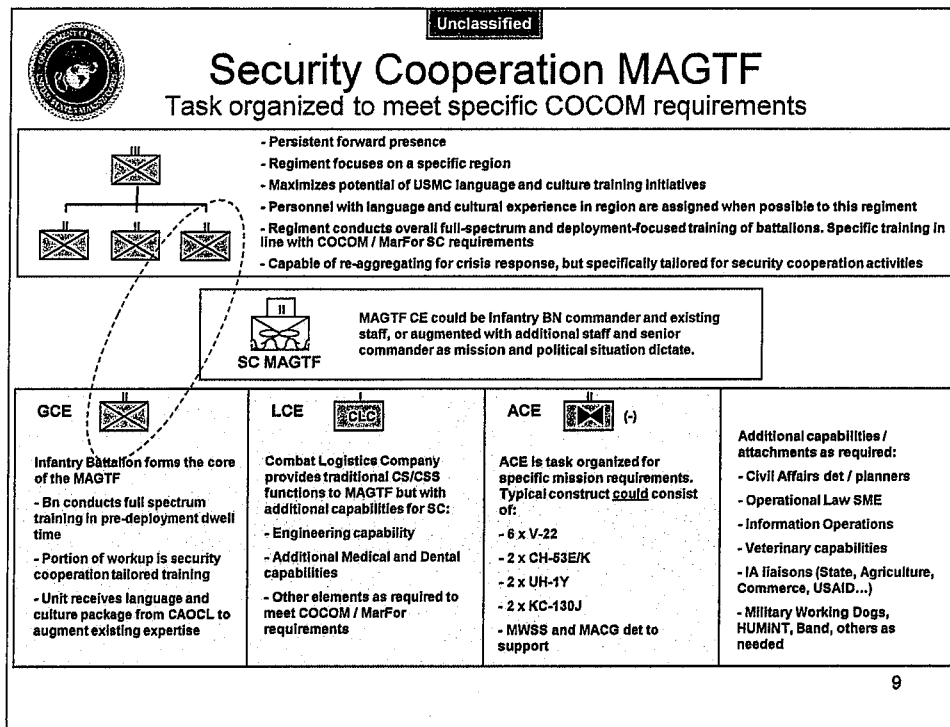 Unclassified
Security Cooperation MAGTF
Task organized to meet specific COCOM requirements
- Persistent forward presence
- Regiment focuses on a specific region
- Maximizes potential of USMC language and culture training initiatives
- Personnel with language and cultural experience in region are assigned when possible to this regiment
- Regiment conducts overall full-spectrum and deployment-focused training of battalions. Specific training in
line with COCOM / MarFor SC requirements
- Capable of re-aggregating for crisis response, but specifically tailored for security cooperation activities
III
II
II
II
II
SC MAGTF
MAGTF CE could be Infantry BN commander and existing
staff, or augmented with additional staff and senior
commander as mission and political situation dictate.
GCE
II
Infantry Battalion forms the core
of the MAGTF
- Bn conducts full spectrum
training in pre-deployment dwell
time
- Portion of workup is security
cooperation tailored training
- Unit receives language and
culture package from CAOCL to
augment existing expertise
LCE
CLC
Combat Logistics Company
provides traditional CS/CSS
functions to MAGTF but with
additional capabilities for SC:
- Engineering capability
- Additional Medical and Dental
capabilities
- Other elements as required to
meet COCOM / MarFor
requirements
ACE
II
(-)
ACE is task organized for
specific mission requirements.
Typical construct could consist
of:
- 6 x V-22
- 2 x CH-53E/K
- 2 x UH-1Y
- 2 x KC-130J
- MWSS and MACG det to
support
Additional capabilities /
attachments as required:
- Civil Affairs det / planners
- Operational Law SME
- Information Operations
- Veterinary capabilities
- IA liaisons (State, Agriculture,
Commerce, USAID...)
- Military Working Dogs,
HUMINT, Band, others as
needed
9